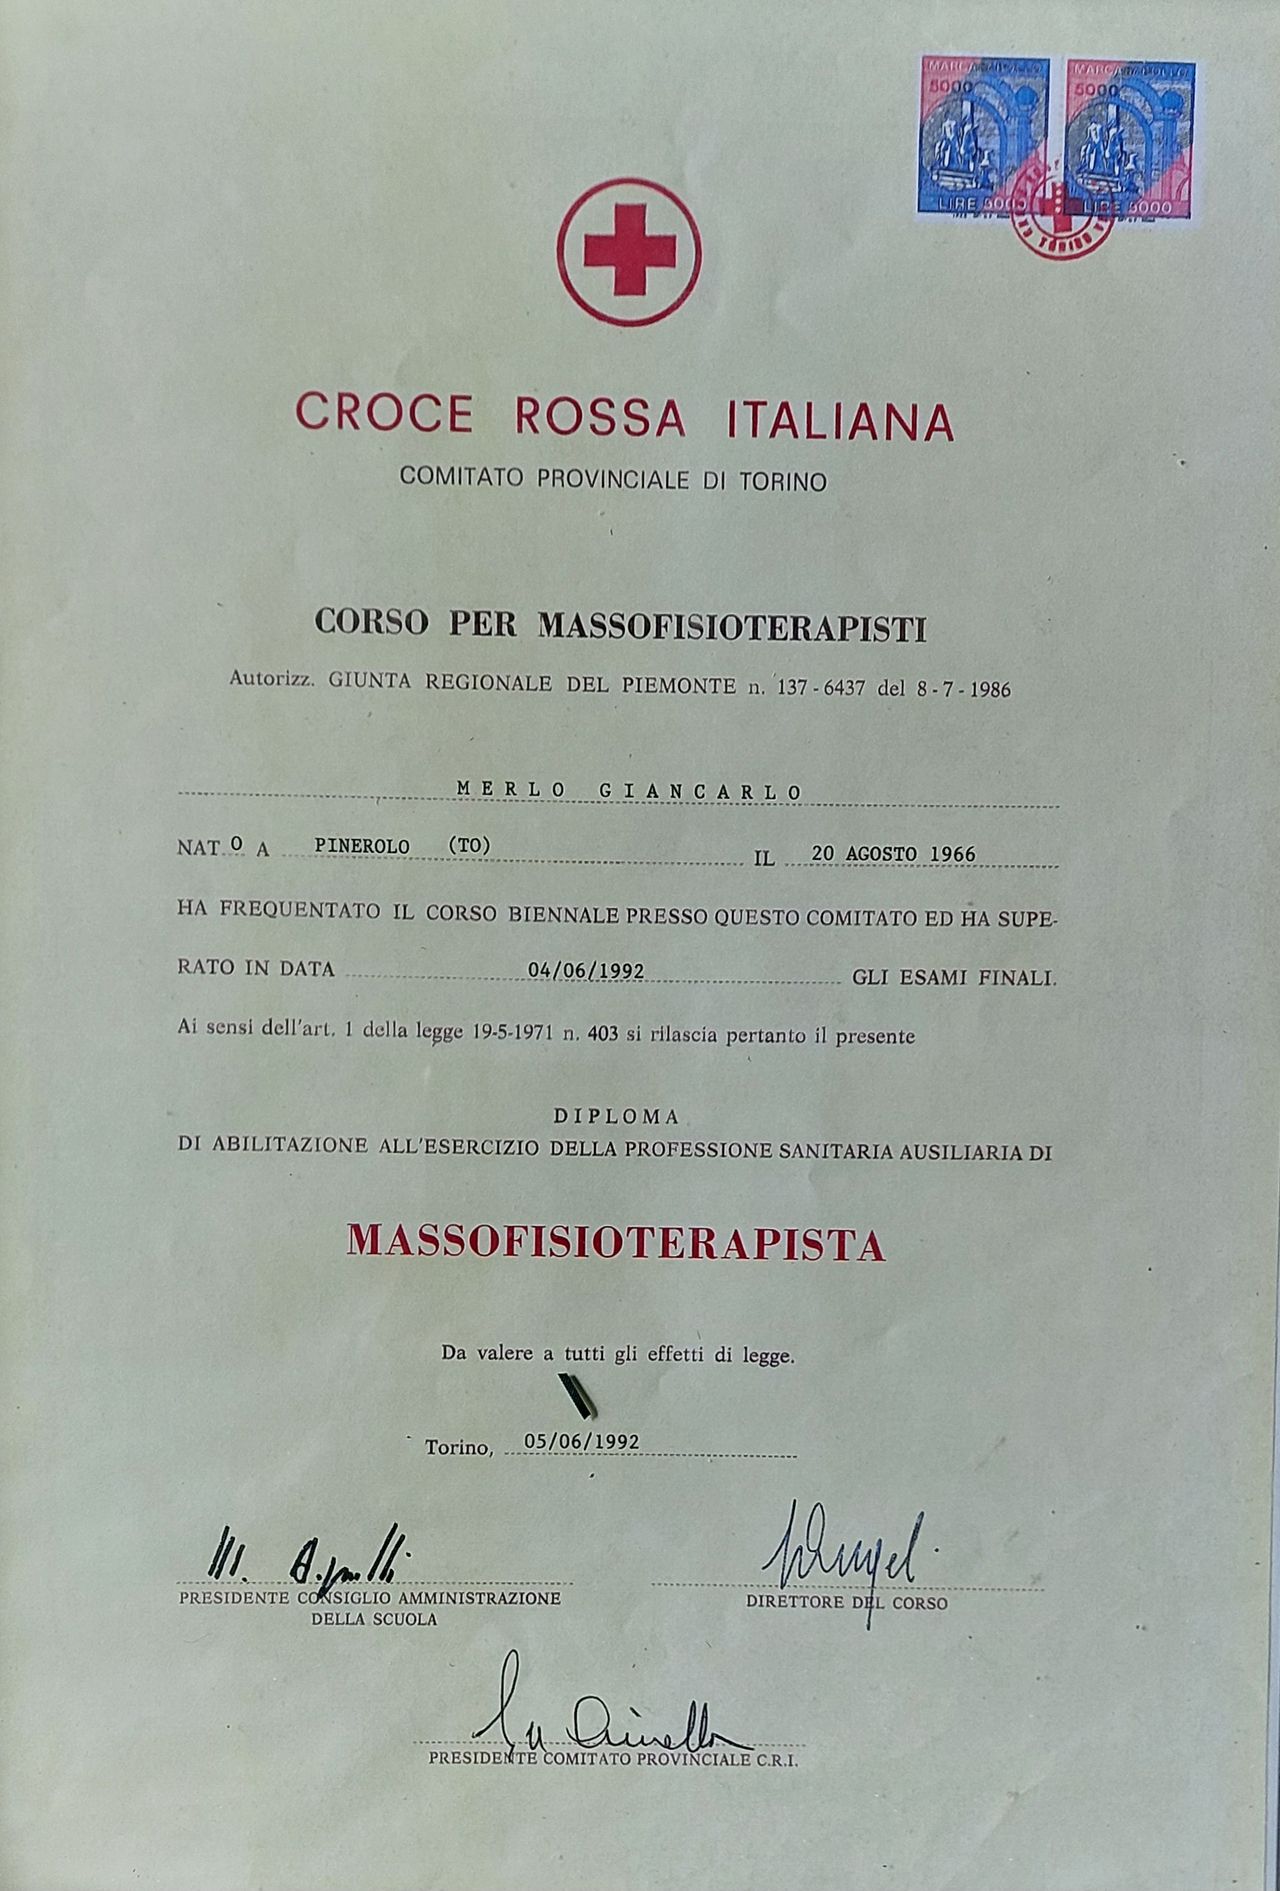 MARCA DA BOLLO MARCA DA BOLLO
5000 5000
LIRE 5000 LIRE 5000
TORINO
CROCE ROSSA ITALIANA
COMITATO PROVINCIALE DI TORINO
CORSO PER MASSOFISIOTERAPISTI
Autorizz. GIUNTA REGIONALE DEL PIEMONTE n. 137-6437 del 8-7-1986
MERLO GIANCARLO
NATO A PINEROLO (TO) IL 20 AGOSTO 1966
HA FREQUENTATO IL CORSO BIENNALE PRESSO QUESTO COMITATO ED HA SUPE-
RATO IN DATA 04/06/1992 GLI ESAMI FINALI.
Ai sensi dell'art. 1 della legge 19-5-1971 n. 403 si rilascia pertanto il presente
DIPLOMA
DI ABILITAZIONE ALL'ESERCIZIO DELLA PROFESSIONE SANITARIA AUSILIARIA DI
MASSOFISIOTERAPISTA
Da valere a tutti gli effetti di legge.
Torino, 05/06/1992
PRESIDENTE CONSIGLIO AMMINISTRAZIONE
DELLA SCUOLA
DIRETTORE DEL CORSO
PRESIDENTE COMITATO PROVINCIALE C.R.I.